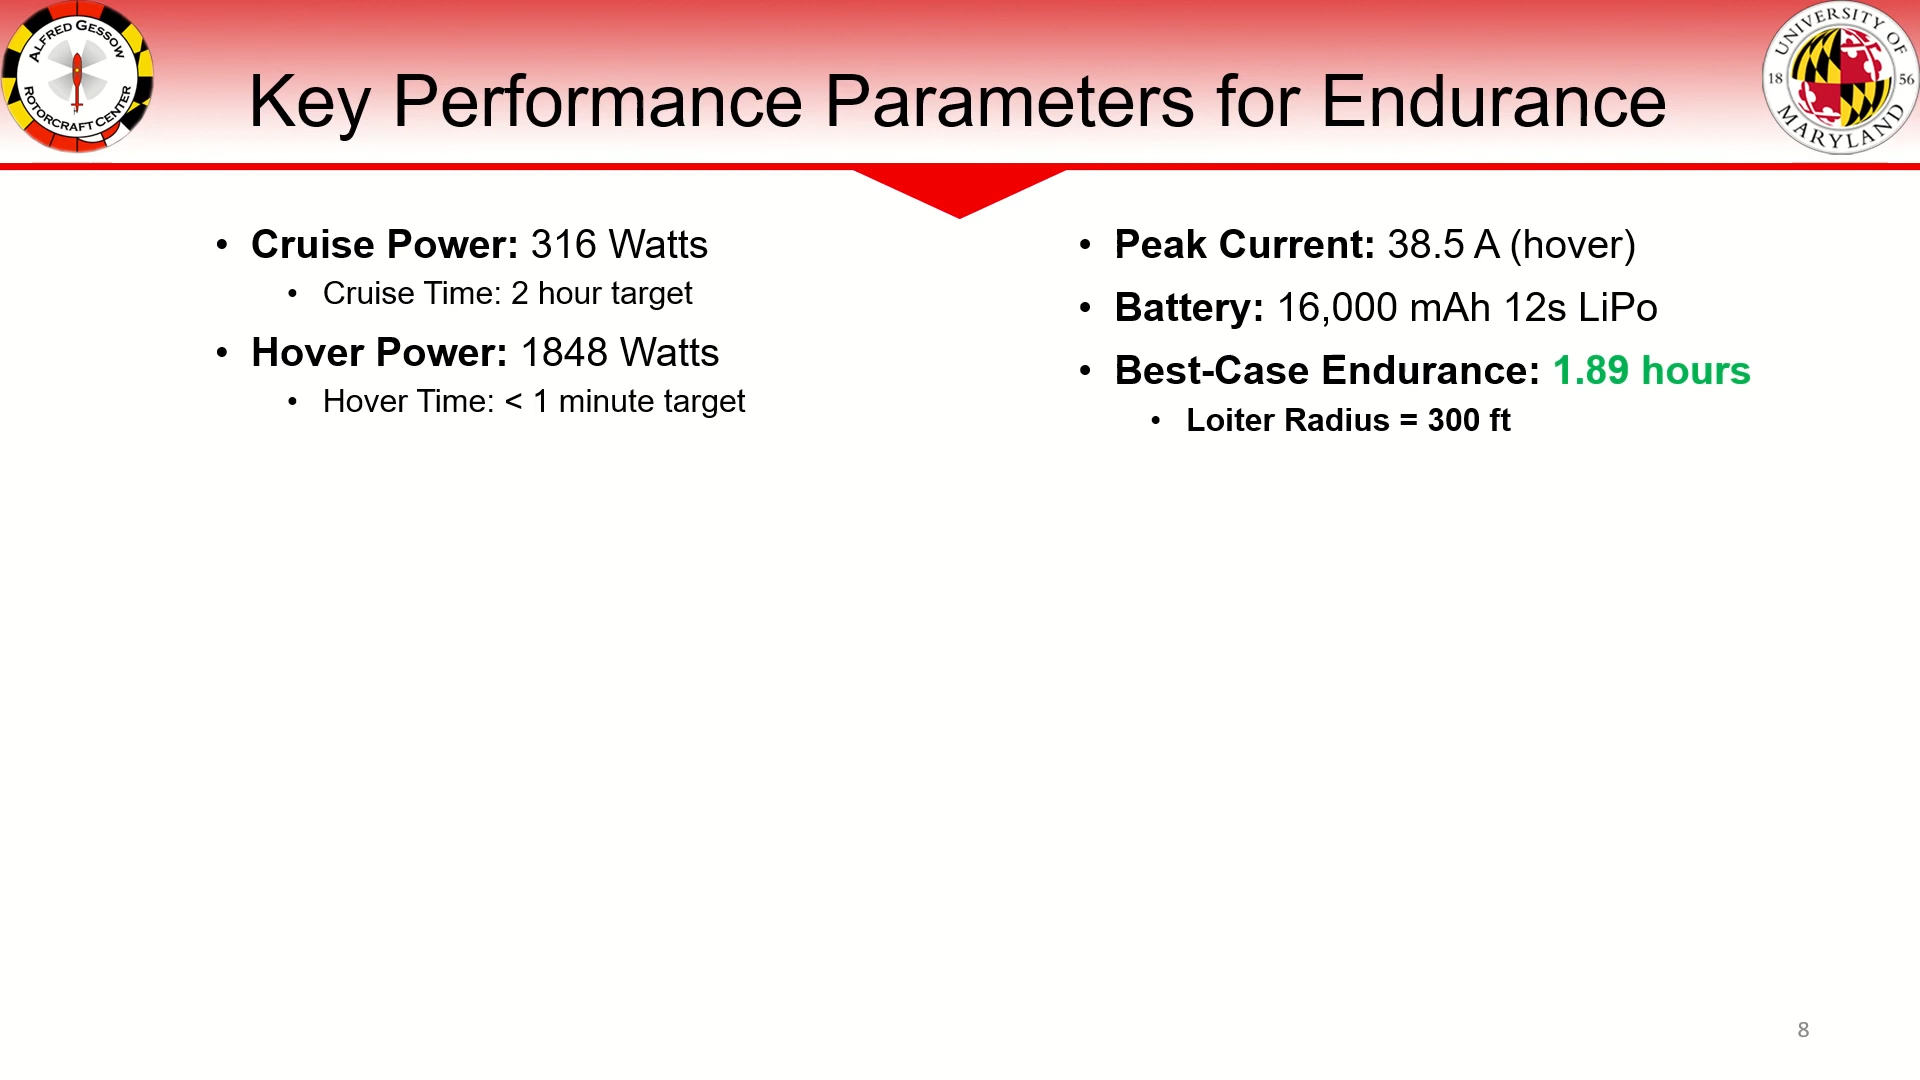 ALFRED GESSOW
ROTORCRAFT CENTER
Key Performance Parameters for Endurance
UNIVERSITY OF
18 56
MARYLAND
• Cruise Power: 316 Watts
• Cruise Time: 2 hour target
• Hover Power: 1848 Watts
• Hover Time: < 1 minute target
• Peak Current: 38.5 A (hover)
• Battery: 16,000 mAh 12s LiPo
• Best-Case Endurance: 1.89 hours
• Loiter Radius = 300 ft
8